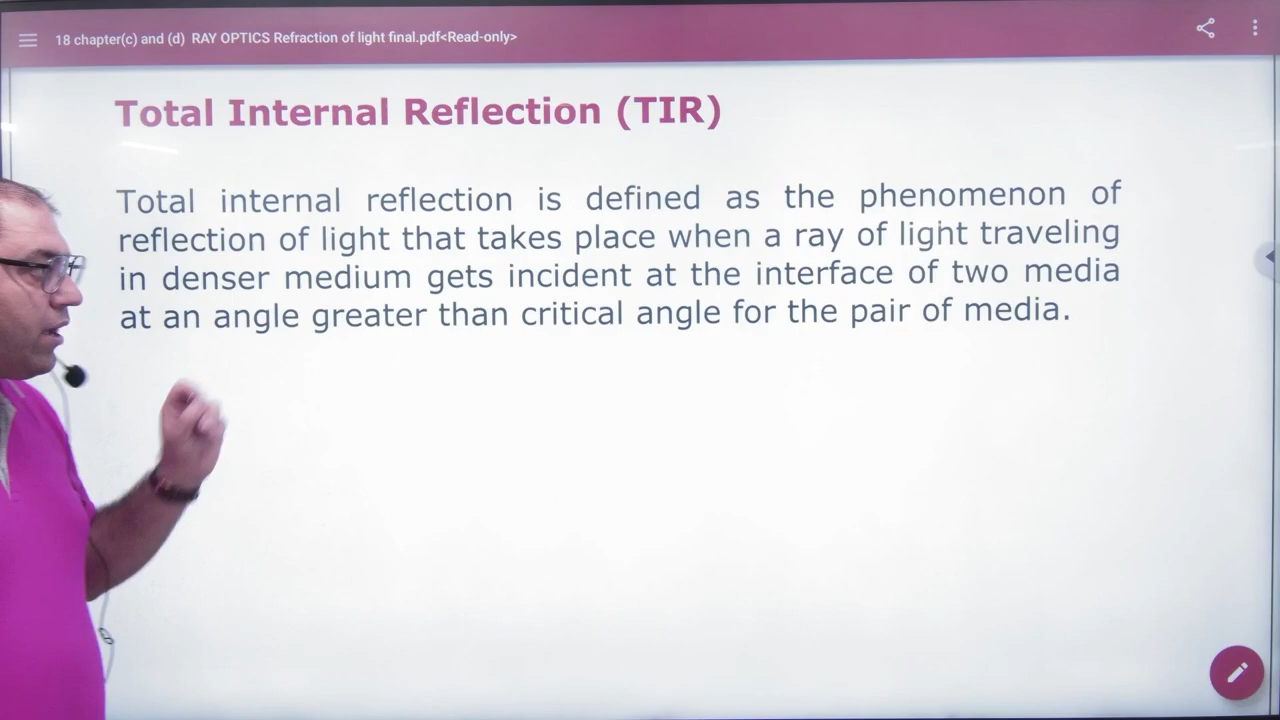 18 chapter(c) and (d) RAY OPTICS Refraction of light final.pdf<Read-only>
Total Internal Reflection (TIR)
Total internal reflection is defined as the phenomenon of
reflection of light that takes place when a ray of light traveling
in denser medium gets incident at the interface of two media
at an angle greater than critical angle for the pair of media.